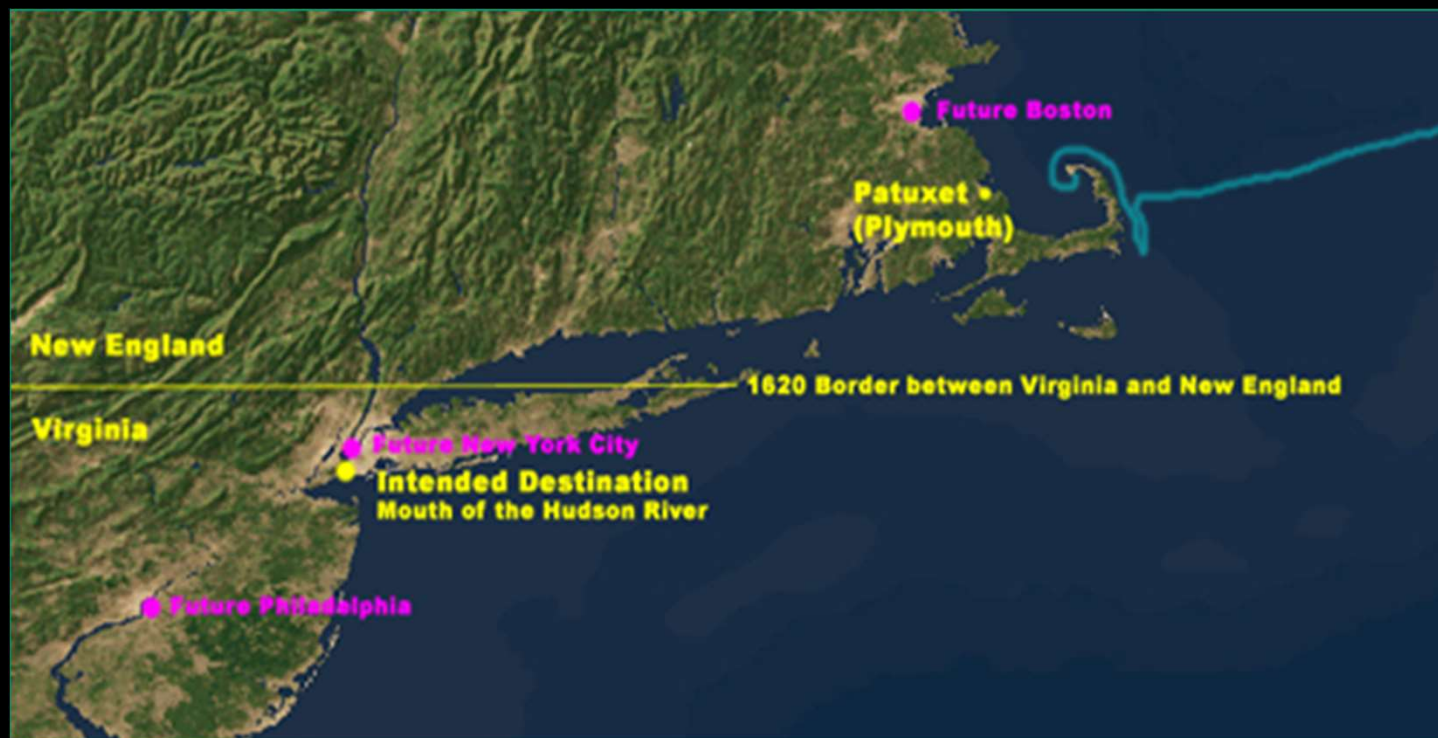 Future Boston
Patuxet
(Plymouth)
New England
1620 Border between Virginia and New England
Virginia
Future New York City
Intended Destination
Mouth of the Hudson River
Future Philadelphia